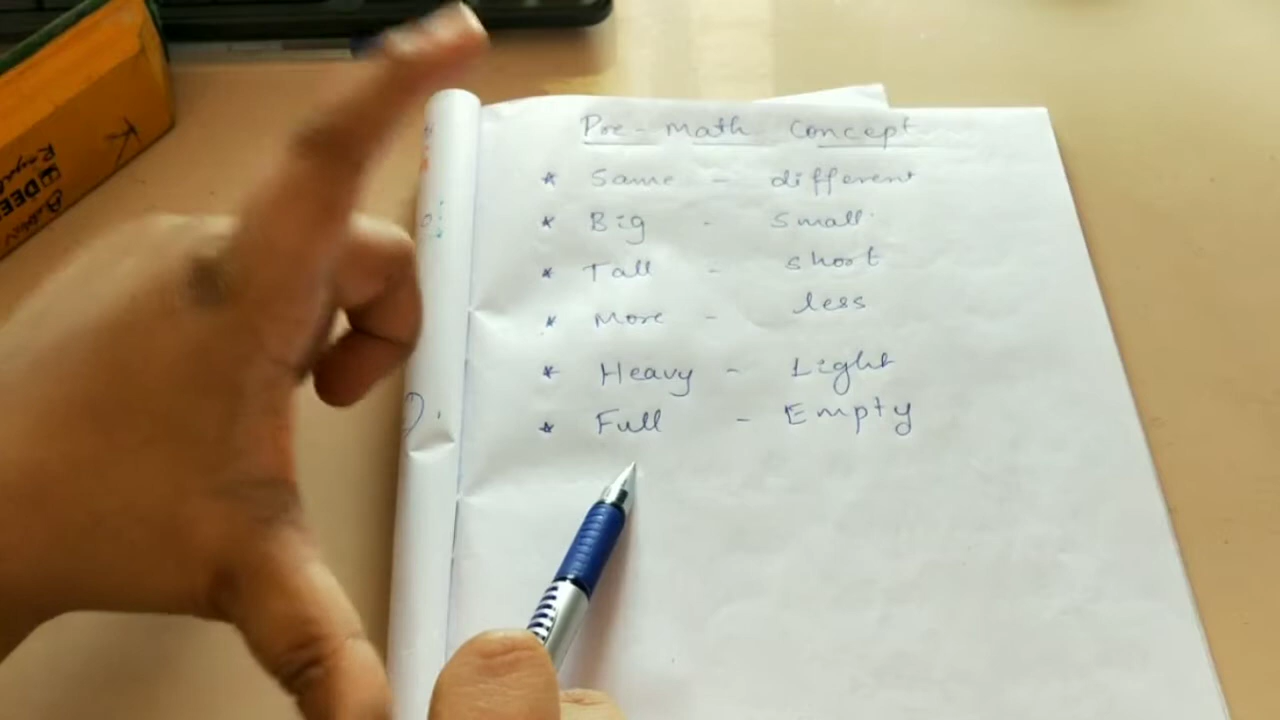 Pre-math Concept
* Same - different
* Big - Small
* Tall - short
* More - less
* Heavy - Light
* Full - Empty
K